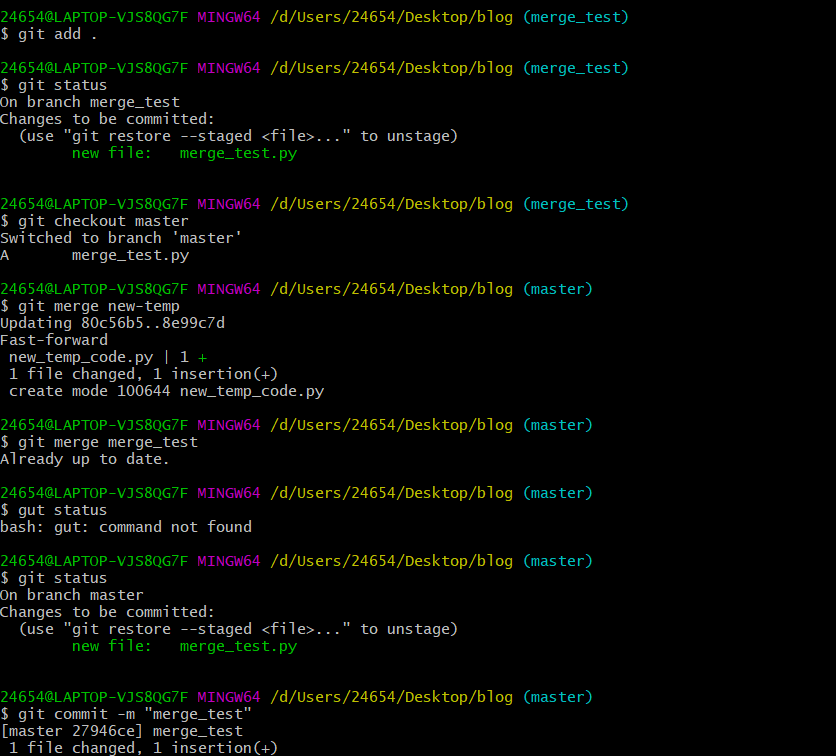 24654@LAPTOP-VJS8QG7F MINGW64 /d/Users/24654/Desktop/blog (merge_test)
$ git add .
24654@LAPTOP-VJS8QG7F MINGW64 /d/Users/24654/Desktop/blog (merge_test)
$ git status
On branch merge_test
Changes to be committed:
  (use "git restore --staged <file>..." to unstage)
        new file:   merge_test.py
24654@LAPTOP-VJS8QG7F MINGW64 /d/Users/24654/Desktop/blog (merge_test)
$ git checkout master
Switched to branch 'master'
A       merge_test.py
24654@LAPTOP-VJS8QG7F MINGW64 /d/Users/24654/Desktop/blog (master)
$ git merge new-temp
Updating 80c56b5..8e99c7d
Fast-forward
 new_temp_code.py | 1 +
 1 file changed, 1 insertion(+)
 create mode 100644 new_temp_code.py
24654@LAPTOP-VJS8QG7F MINGW64 /d/Users/24654/Desktop/blog (master)
$ git merge merge_test
Already up to date.
24654@LAPTOP-VJS8QG7F MINGW64 /d/Users/24654/Desktop/blog (master)
$ gut status
bash: gut: command not found
24654@LAPTOP-VJS8QG7F MINGW64 /d/Users/24654/Desktop/blog (master)
$ git status
On branch master
Changes to be committed:
  (use "git restore --staged <file>..." to unstage)
        new file:   merge_test.py
24654@LAPTOP-VJS8QG7F MINGW64 /d/Users/24654/Desktop/blog (master)
$ git commit -m "merge_test"
[master 27946ce] merge_test
 1 file changed, 1 insertion(+)